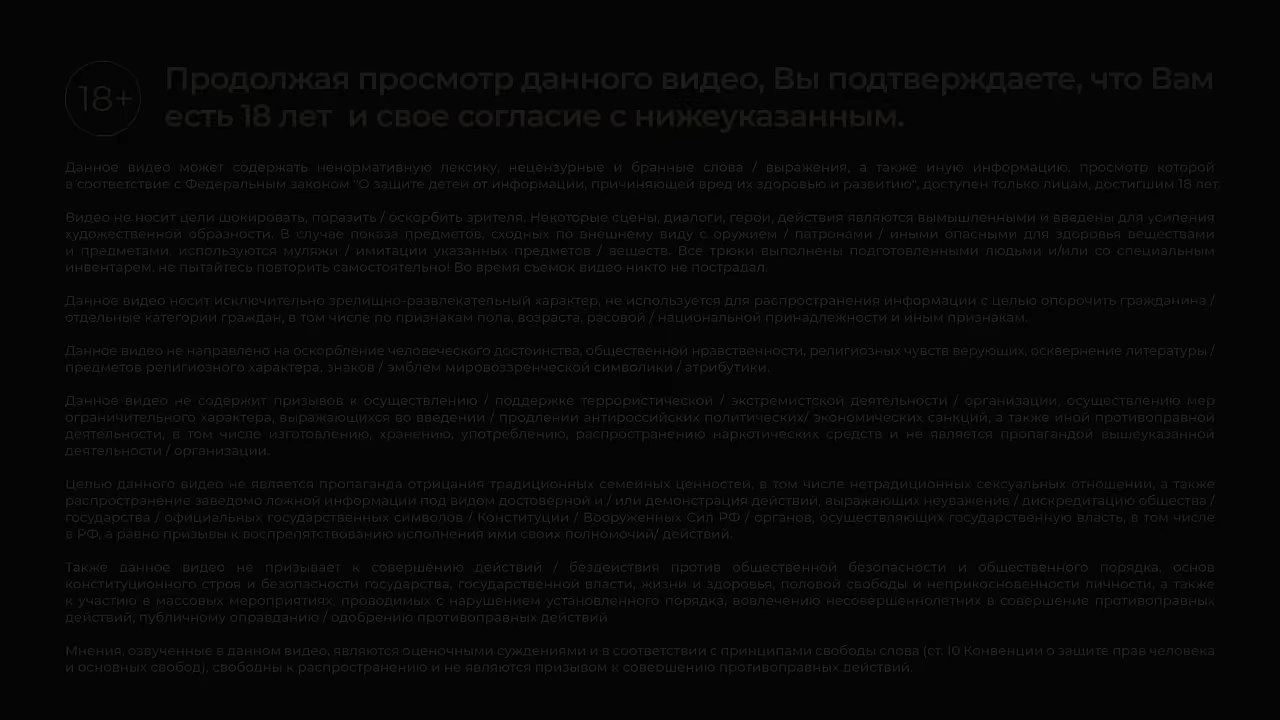 18+
Продолжая просмотр данного видео, Вы подтверждаете, что Вам
есть 18 лет и свое согласие с нижеуказанным.
Данное видео может содержать ненормативную лексику, нецензурные и бранные слова / выражения, а также иную информацию, просмотр которой
в соответствие с Федеральным законом "О защите детей от информации, причиняющей вред их здоровью и развитию", доступен только лицам, достигшим 18 лет.
Видео не носит цели шокировать, поразить / оскорбить зрителя. Некоторые сцены, диалоги, герои, действия являются вымышленными и введены для усиления
художественной образности. В случае показа предметов, сходных по внешнему виду с оружием / патронами / иными опасными для здоровья веществами
и предметами, используются муляжи / имитации указанных предметов / веществ. Все трюки выполнены подготовленными людьми и/или со специальным
инвентарем, не пытайтесь повторить самостоятельно! Во время съемок видео никто не пострадал.
Данное видео носит исключительно зрелищно-развлекательный характер, не используется для распространения информации с целью опорочить гражданина /
отдельные категории граждан, в том числе по признакам пола, возраста, расовой / национальной принадлежности и иным признакам.
Данное видео не направлено на оскорбление человеческого достоинства, общественной нравственности, религиозных чувств верующих, осквернение литературы /
предметов религиозного характера, знаков / эмблем мировоззренческой символики / атрибутики.
Данное видео не содержит призывов к осуществлению / поддержке террористической / экстремистской деятельности / организации, осуществлению мер
ограничительного характера, выражающихся во введении / продлении антироссийских политических/ экономических санкций, а также иной противоправной
деятельности, в том числе изготовлению, хранению, употреблению, распространению наркотических средств и не является пропагандой вышеуказанной
деятельности / организации.
Целью данного видео не является пропаганда отрицания традиционных семейных ценностей, в том числе нетрадиционных сексуальных отношений, а также
распространение заведомо ложной информации под видом достоверной и / или демонстрация действий, выражающих неуважение / дискредитацию общества /
государства / официальных государственных символов / Конституции / Вооруженных Сил РФ / органов, осуществляющих государственную власть, в том числе
в РФ, а равно призывы к воспрепятствованию исполнения ими своих полномочий/ действий.
Также данное видео не призывает к совершению действий / бездействия против общественной безопасности и общественного порядка, основ
конституционного строя и безопасности государства, государственной власти, жизни и здоровья, половой свободы и неприкосновенности личности, а также
к участию в массовых мероприятиях, проводимых с нарушением установленного порядка, вовлечению несовершеннолетних в совершение противоправных
действий, публичному оправданию / одобрению противоправных действий
Мнения, озвученные в данном видео, являются оценочными суждениями и в соответствии с принципами свободы слова (ст. 10 Конвенции о защите прав человека
и основных свобод), свободны к распространению и не являются призывом к совершению противоправных действий.